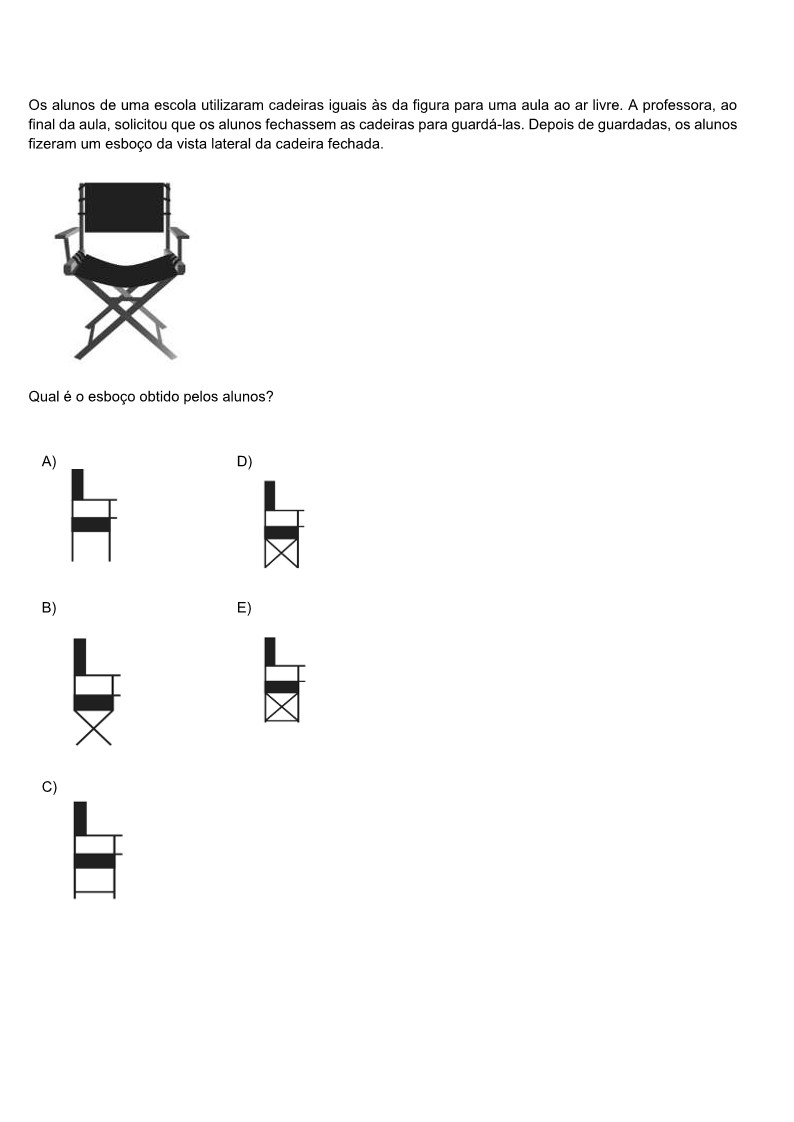 Os alunos de uma escola utilizaram cadeiras iguais às da figura para uma aula ao ar livre. A professora, ao
final da aula, solicitou que os alunos fechassem as cadeiras para guardá-las. Depois de guardadas, os alunos
fizeram um esboço da vista lateral da cadeira fechada.
Qual é o esboço obtido pelos alunos?
A)
D)
B)
E)
C)